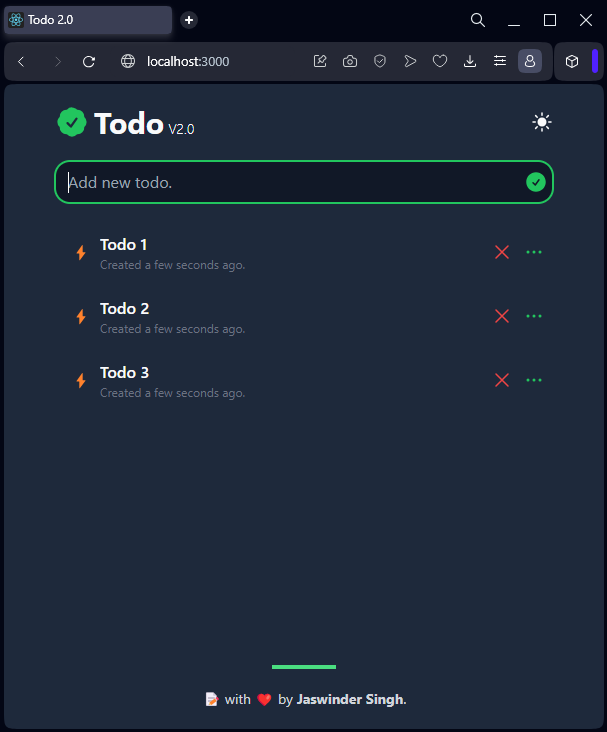 Todo 2.0
localhost:3000
Todo V2.0
Add new todo.
Todo 1
Created a few seconds ago.
Todo 2
Created a few seconds ago.
Todo 3
Created a few seconds ago.
📝 with ❤️ by Jaswinder Singh.